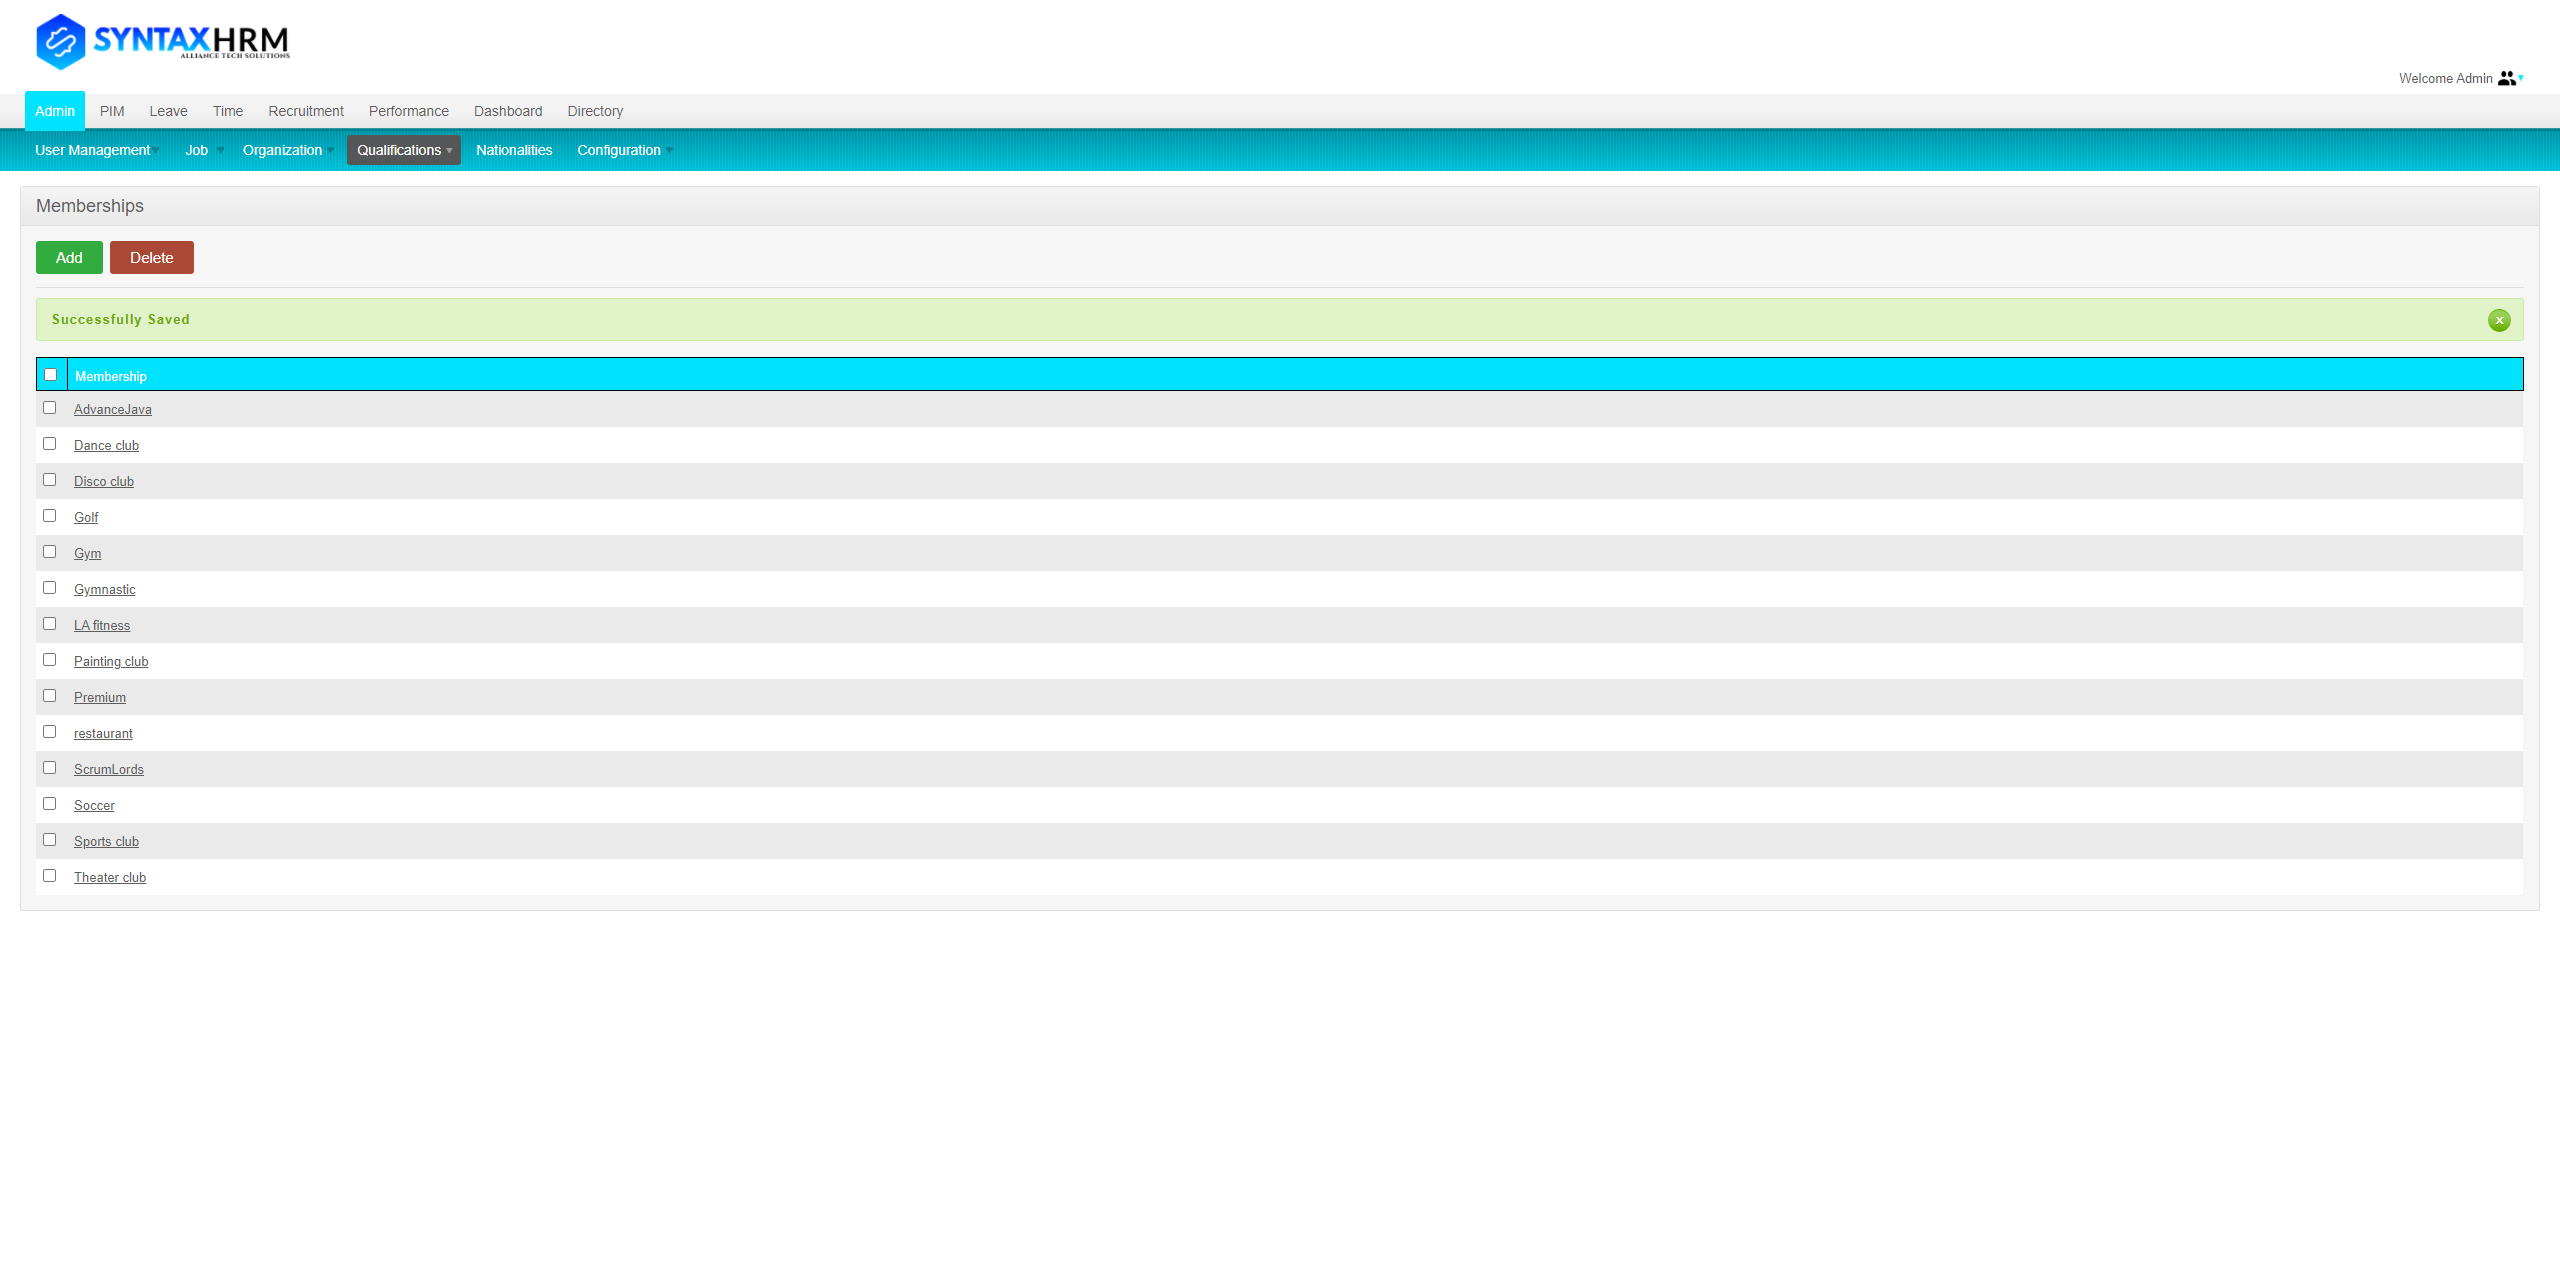 SYNTAXHRM
ALLIANCE TECH SOLUTIONS
Welcome Admin
Admin PIM Leave Time Recruitment Performance Dashboard Directory
User Management Job Organization Qualifications Nationalities Configuration
Memberships
Add Delete
Successfully Saved
x
Membership
AdvanceJava
Dance club
Disco club
Golf
Gym
Gymnastic
LA fitness
Painting club
Premium
restaurant
ScrumLords
Soccer
Sports club
Theater club